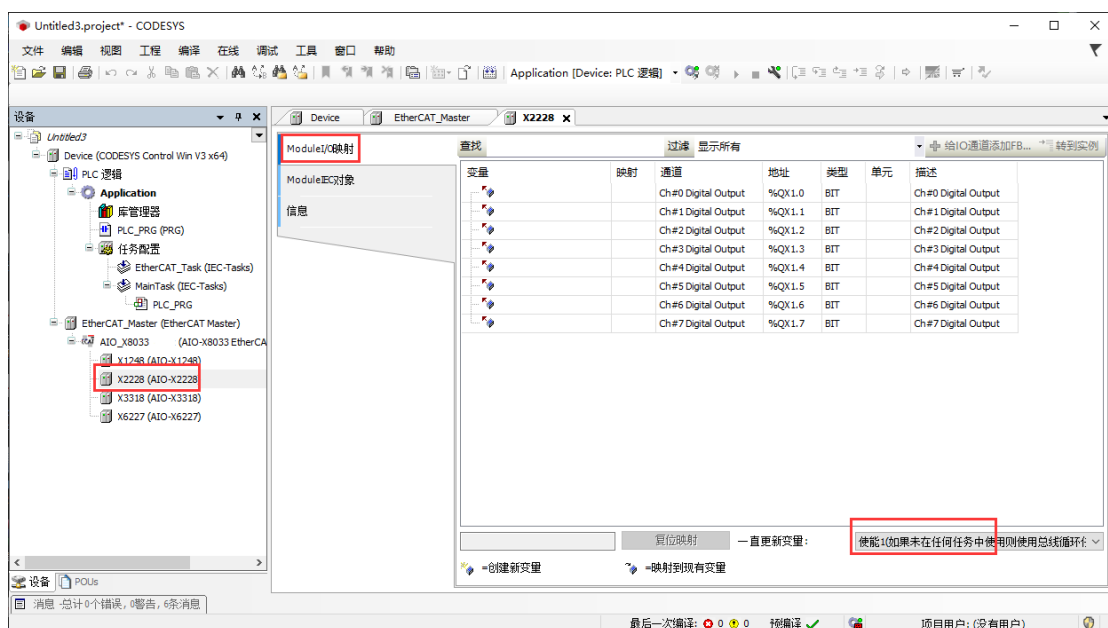 Untitled3.project* - CODESYS
文件 编辑 视图 工程 编译 在线 调试 工具 窗口 帮助
Application [Device: PLC 逻辑]
设备
Untitled3
Device (CODESYS Control Win V3 x64)
PLC 逻辑
Application
库管理器
PLC_PRG (PRG)
任务配置
EtherCAT_Task (IEC-Tasks)
MainTask (IEC-Tasks)
PLC_PRG
EtherCAT_Master (EtherCAT Master)
AIO_X8033 (AIO-X8033 EtherCA
X1248 (AIO-X1248)
X2228 (AIO-X2228
X3318 (AIO-X3318)
X6227 (AIO-X6227)
设备 POUs
Device EtherCAT_Master X2228
ModuleI/O映射
ModuleIEC对象
信息
查找 过滤 显示所有 给IO通道添加FB... 转到实例
变量 映射 通道 地址 类型 单元 描述
Ch#0 Digital Output %QX1.0 BIT Ch#0 Digital Output
Ch#1 Digital Output %QX1.1 BIT Ch#1 Digital Output
Ch#2 Digital Output %QX1.2 BIT Ch#2 Digital Output
Ch#3 Digital Output %QX1.3 BIT Ch#3 Digital Output
Ch#4 Digital Output %QX1.4 BIT Ch#4 Digital Output
Ch#5 Digital Output %QX1.5 BIT Ch#5 Digital Output
Ch#6 Digital Output %QX1.6 BIT Ch#6 Digital Output
Ch#7 Digital Output %QX1.7 BIT Ch#7 Digital Output
复位映射 一直更新变量: 使能1(如果未在任何任务中使用则使用总线循环任
=创建新变量 =映射到现有变量
消息 -总计0个错误, 0警告, 6条消息
最后一次编译: 0 0 预编译 项目用户: (没有用户)